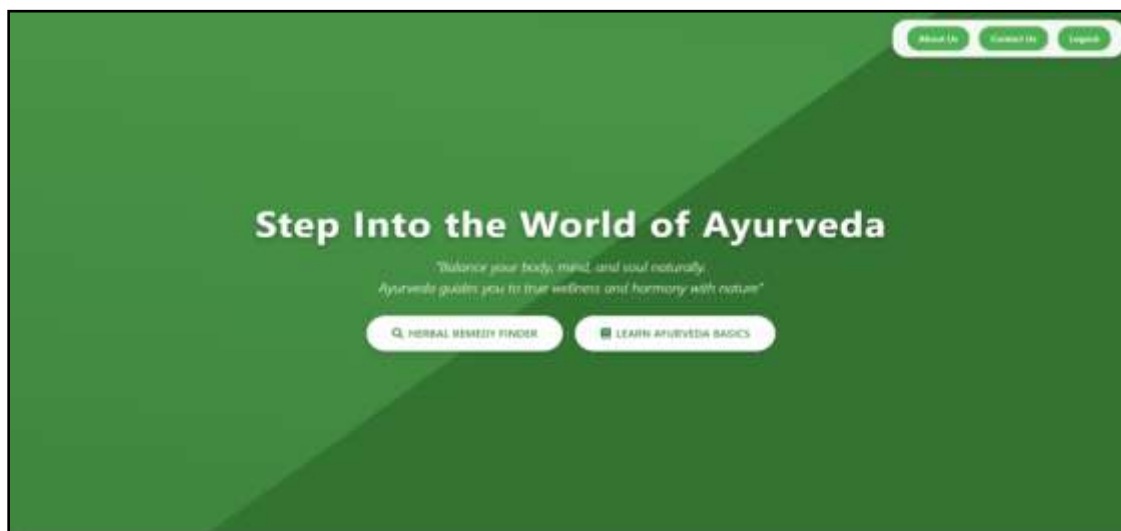 About Us
Contact Us
Logout
Step Into the World of Ayurveda
"Balance your body, mind, and soul naturally.
Ayurveda guides you to true wellness and harmony with nature"
HERBAL REMEDY FINDER
LEARN AYURVEDA BASICS